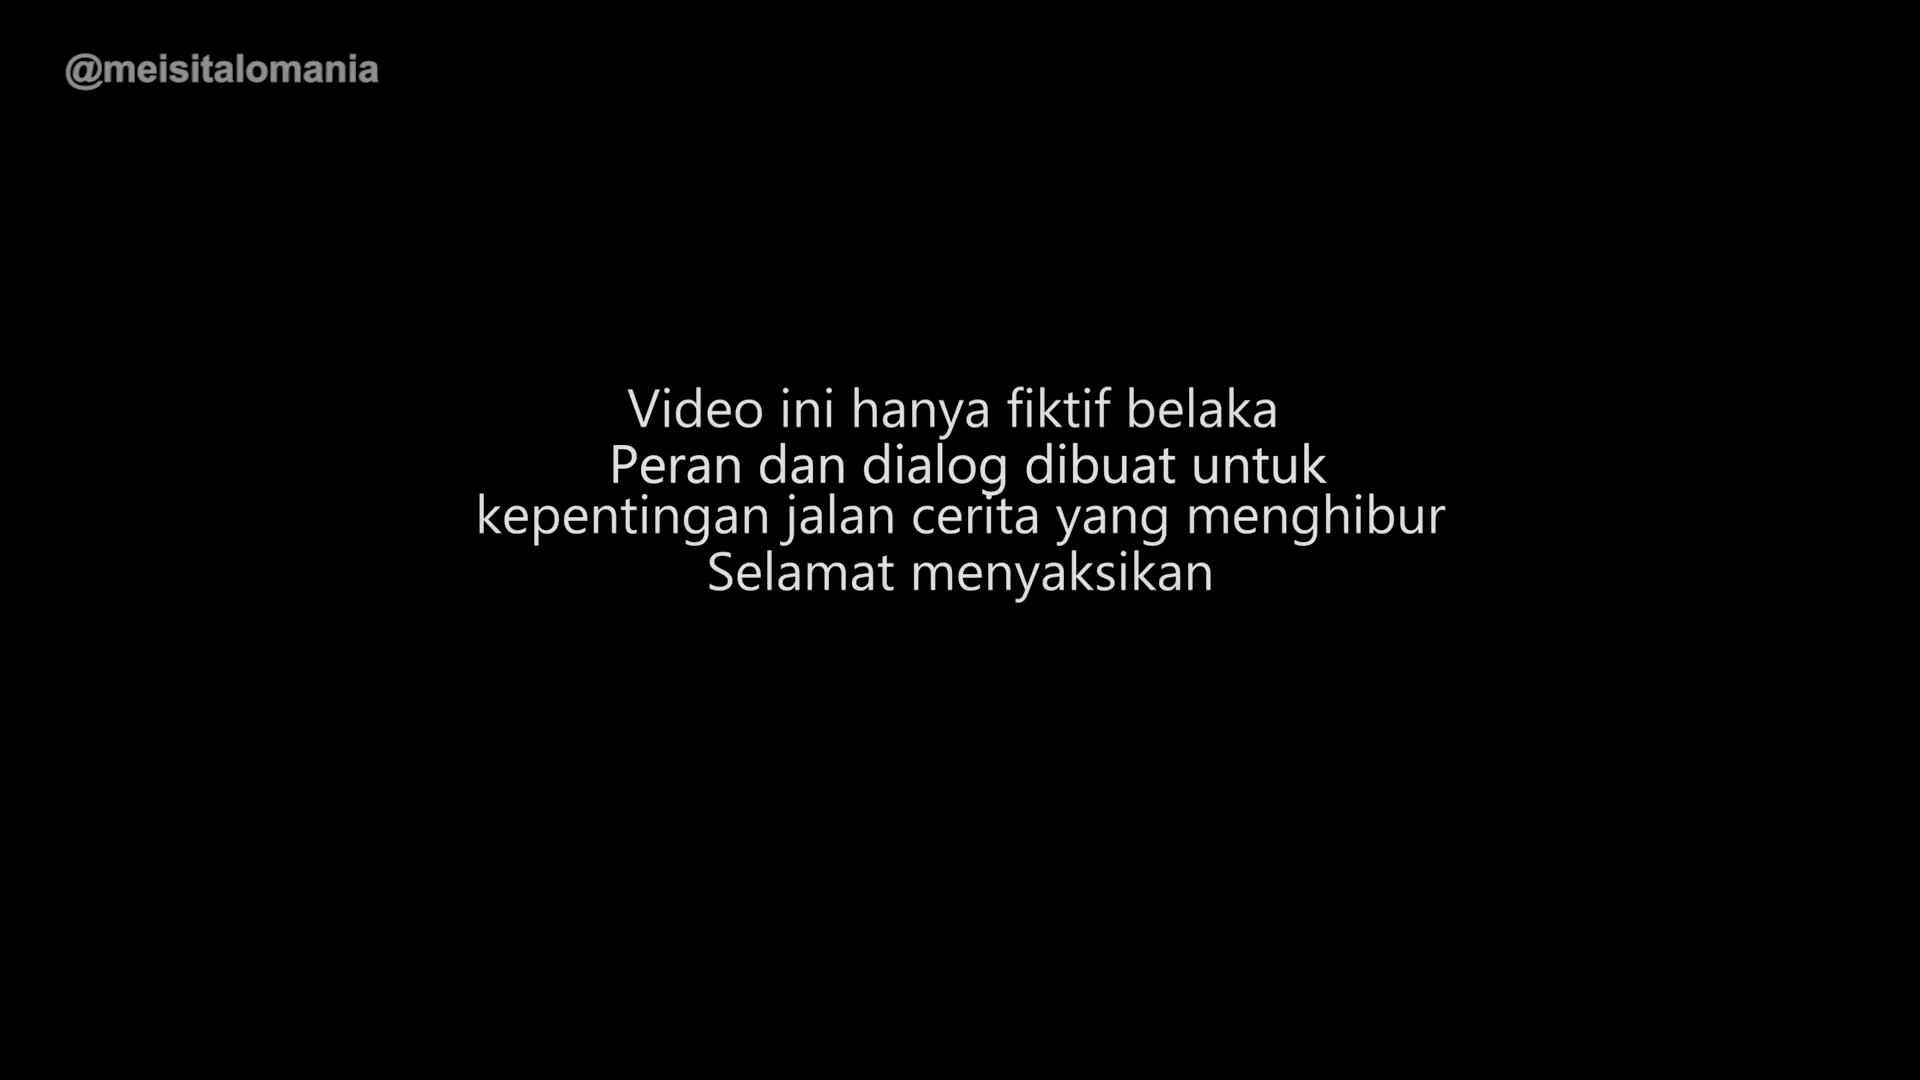 @meisitalomania
Video ini hanya fiktif belaka
Peran dan dialog dibuat untuk
kepentingan jalan cerita yang menghibur
Selamat menyaksikan